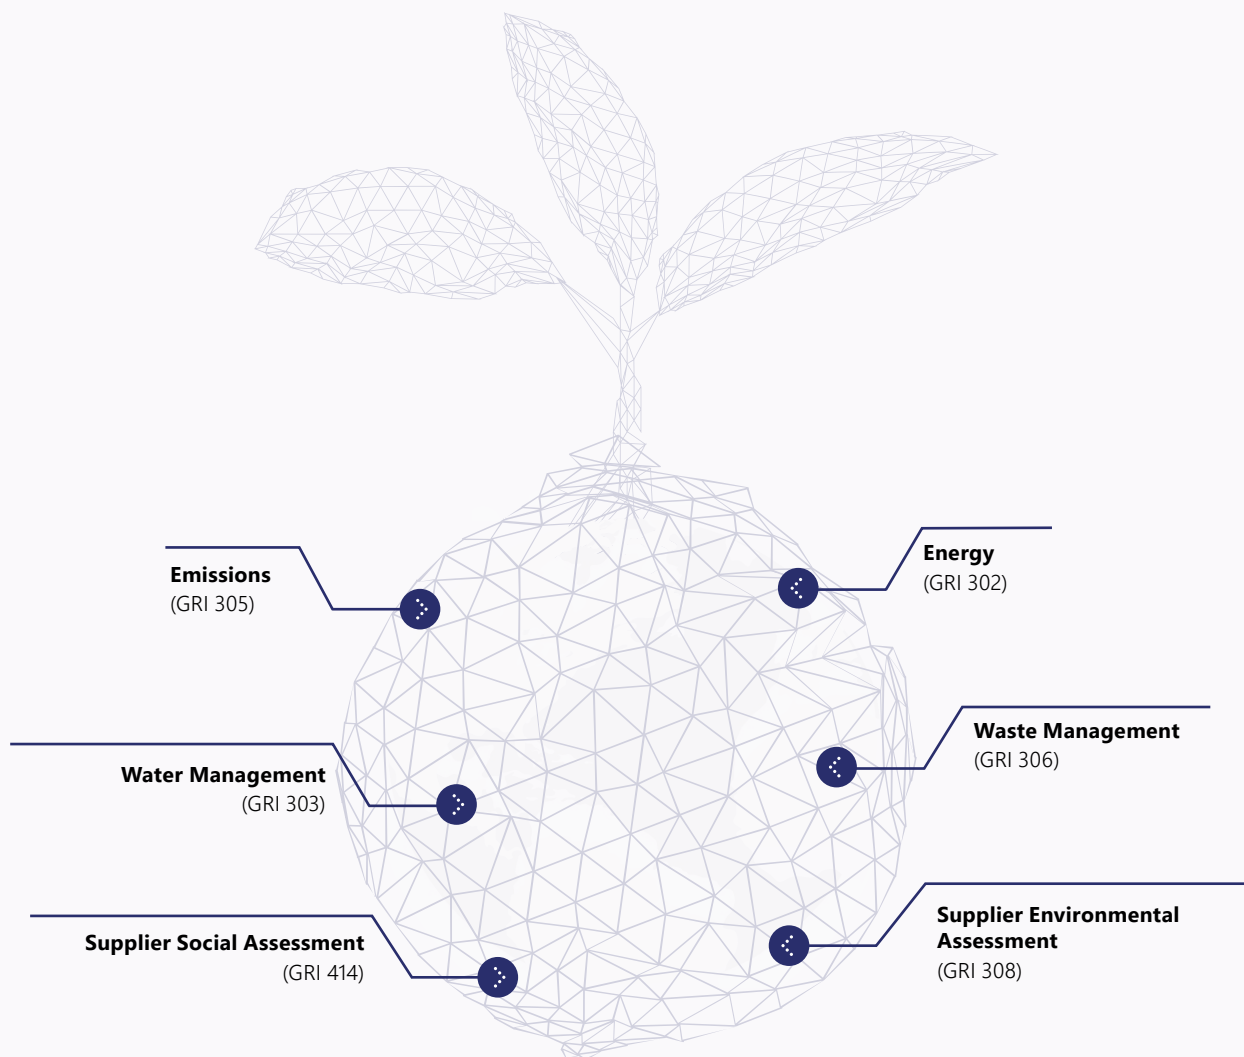 Emissions
(GRI 305)
Energy
(GRI 302)
Water Management
(GRI 303)
Waste Management
(GRI 306)
Supplier Social Assessment
(GRI 414)
Supplier Environmental
Assessment
(GRI 308)